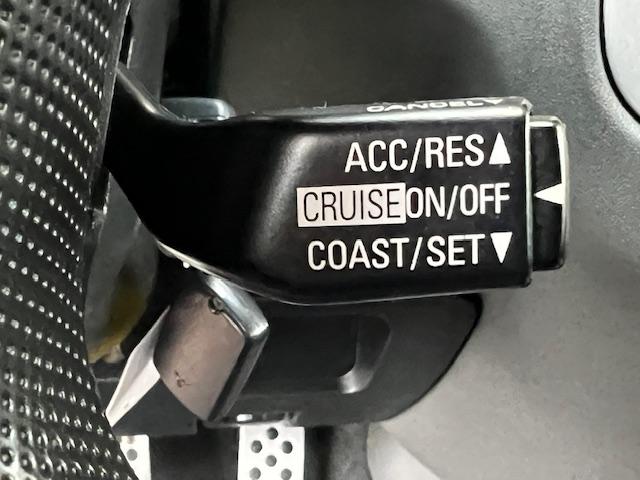 CANCEL▲
ACC/RES▲
CRUISE ON/OFF◀
COAST/SET▼